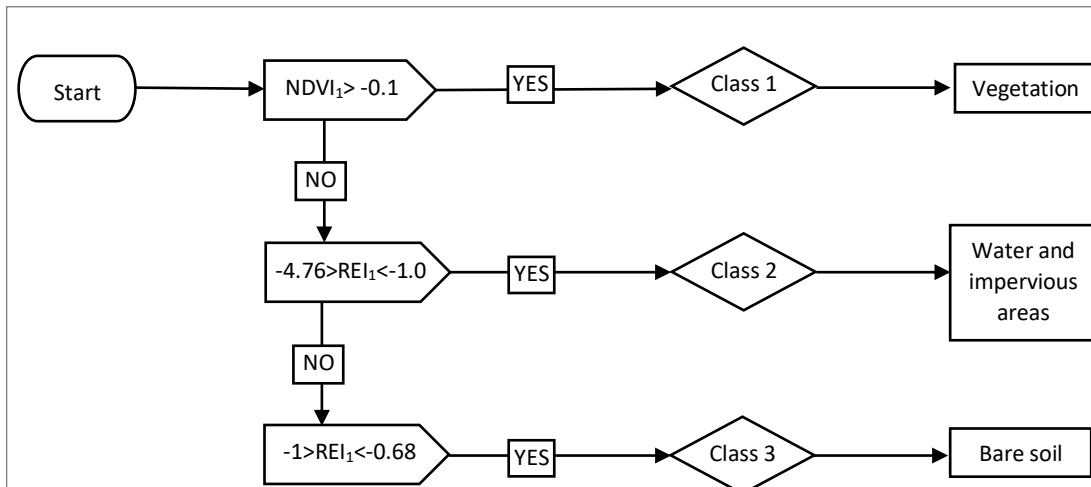 Start
NDVI₁> -0.1
YES
Class 1
Vegetation
NO
-4.76>REI₁<-1.0
YES
Class 2
Water and
impervious
areas
NO
-1>REI₁<-0.68
YES
Class 3
Bare soil